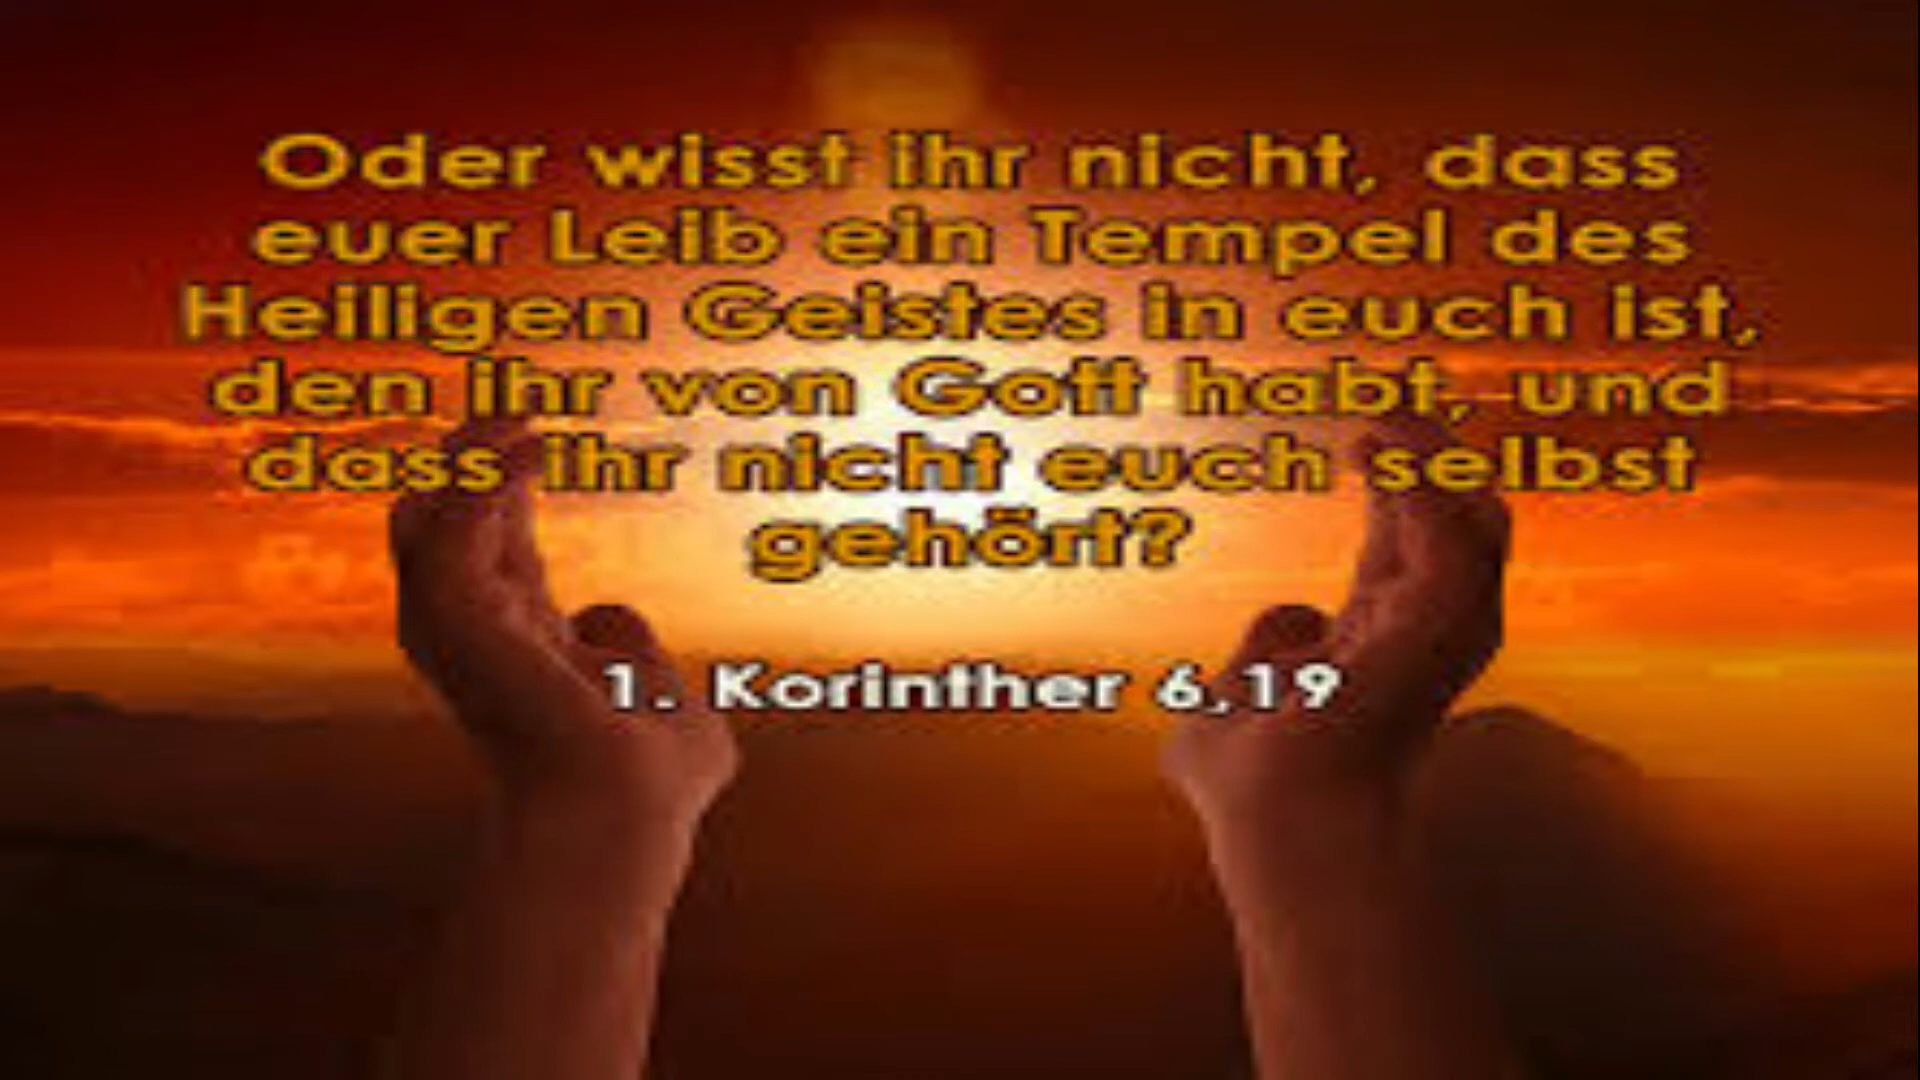 Oder wisst ihr nicht, dass
euer Leib ein Tempel des
Heiligen Geistes in euch ist,
den ihr von Gott habt, und
dass ihr nicht euch selbst
gehört?
1. Korinther 6,19